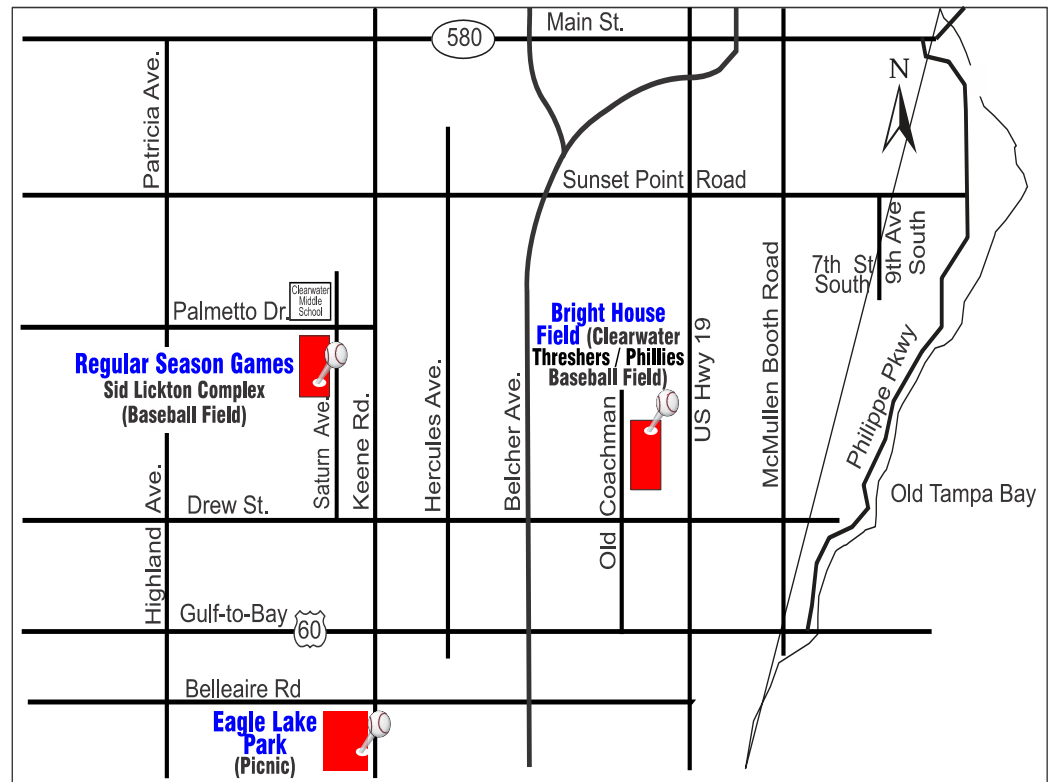 Main St.
580
N
Patricia Ave.
Sunset Point Road
9th Ave
South
7th St
South
Clearwater
Middle
School
Palmetto Dr.
Bright House
Field (Clearwater
Threshers / Phillies
Baseball Field)
Regular Season Games
Sid Lickton Complex
(Baseball Field)
US Hwy 19
McMullen Booth Road
Philippe Pkwy
Highland Ave.
Saturn Ave.
Keene Rd.
Hercules Ave.
Belcher Ave.
Old Coachman
Old Tampa Bay
Drew St.
Gulf-to-Bay
60
Belleaire Rd
Eagle Lake
Park
(Picnic)